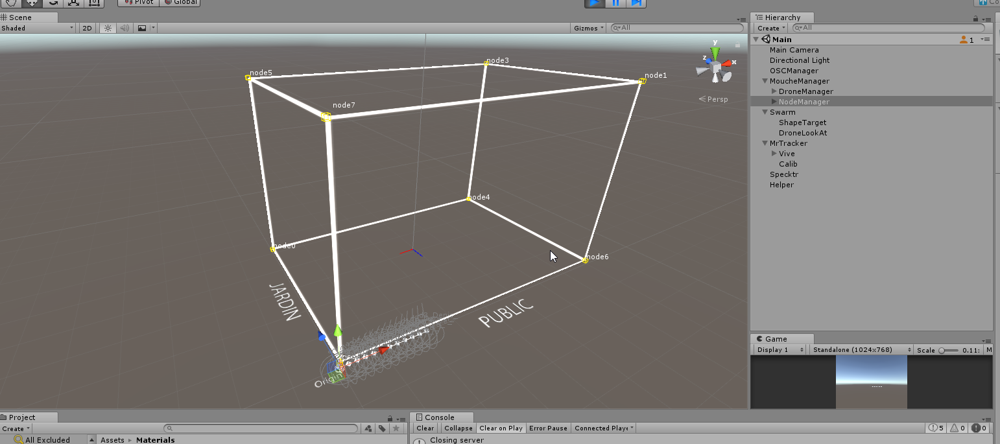 Pivot Global
Scene
Shaded 2D Gizmos All
node5
node3
node1
node7
Persp
y
z
x
node4
node0
node6
JARDIN
PUBLIC
Origin
Hierarchy
Create All
Main 1
Main Camera
Directional Light
OSCManager
MoucheManager
DroneManager
NodeManager
Swarm
ShapeTarget
DroneLookAt
MrTracker
Vive
Calib
Specktr
Helper
Game
Display 1 Standalone (1024x768) Scale 0.11: M
Project
Create
All Excluded
Assets Materials
Console
Clear Collapse Clear on Play Error Pause Connected Playe 5 0 0
Closing server